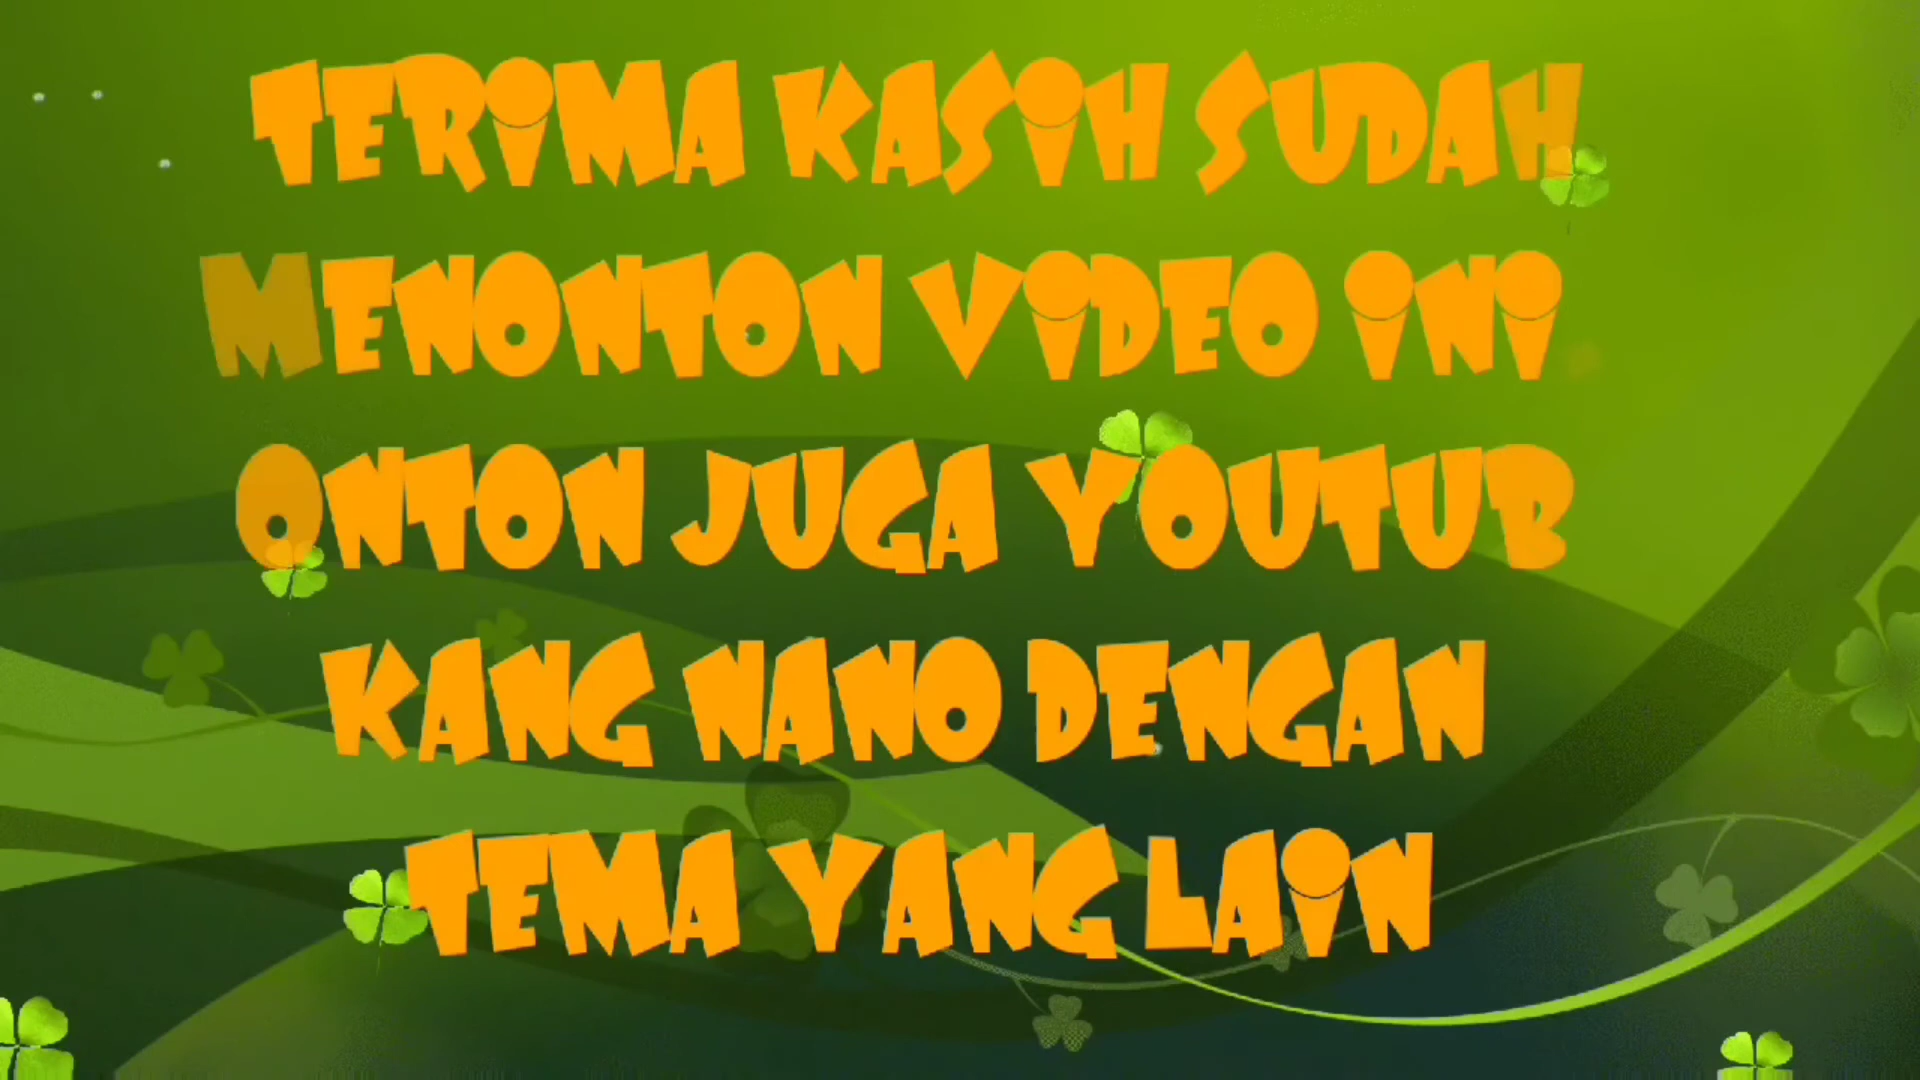 TERIMA KASIH SUDAH
MENONTON VIDEO INI
ONTON JUGA YOUTUB
KANG NANO DENGAN
TEMA YANG LAIN